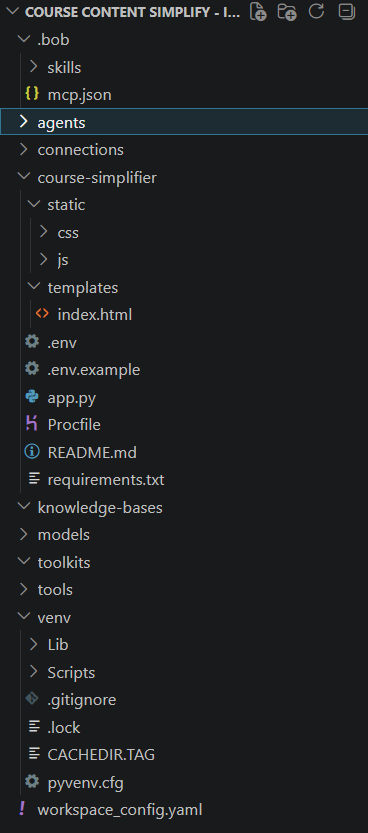 COURSE CONTENT SIMPLIFY - I...
.bob
skills
{} mcp.json
agents
connections
course-simplifier
static
css
js
templates
<> index.html
.env
.env.example
app.py
Procfile
README.md
requirements.txt
knowledge-bases
models
toolkits
tools
venv
Lib
Scripts
.gitignore
.lock
CACHEDIR.TAG
pyvenv.cfg
! workspace_config.yaml